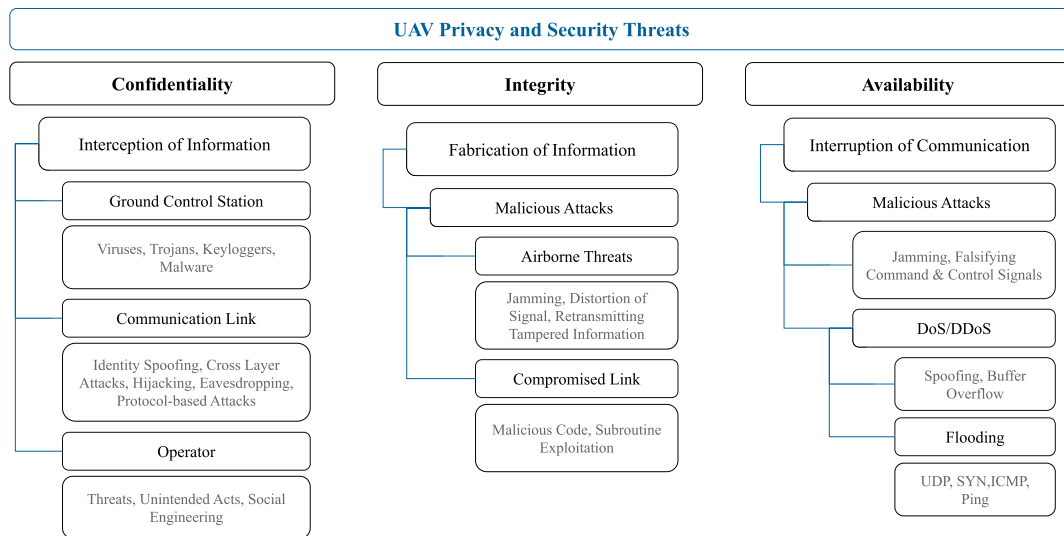 UAV Privacy and Security Threats
Confidentiality
Interception of Information
Ground Control Station
Viruses, Trojans, Keyloggers,
Malware
Communication Link
Identity Spoofing, Cross Layer
Attacks, Hijacking, Eavesdropping,
Protocol-based Attacks
Operator
Threats, Unintended Acts, Social
Engineering
Integrity
Fabrication of Information
Malicious Attacks
Airborne Threats
Jamming, Distortion of
Signal, Retransmitting
Tampered Information
Compromised Link
Malicious Code, Subroutine
Exploitation
Availability
Interruption of Communication
Malicious Attacks
Jamming, Falsifying
Command & Control Signals
DoS/DDoS
Spoofing, Buffer
Overflow
Flooding
UDP, SYN,ICMP,
Ping